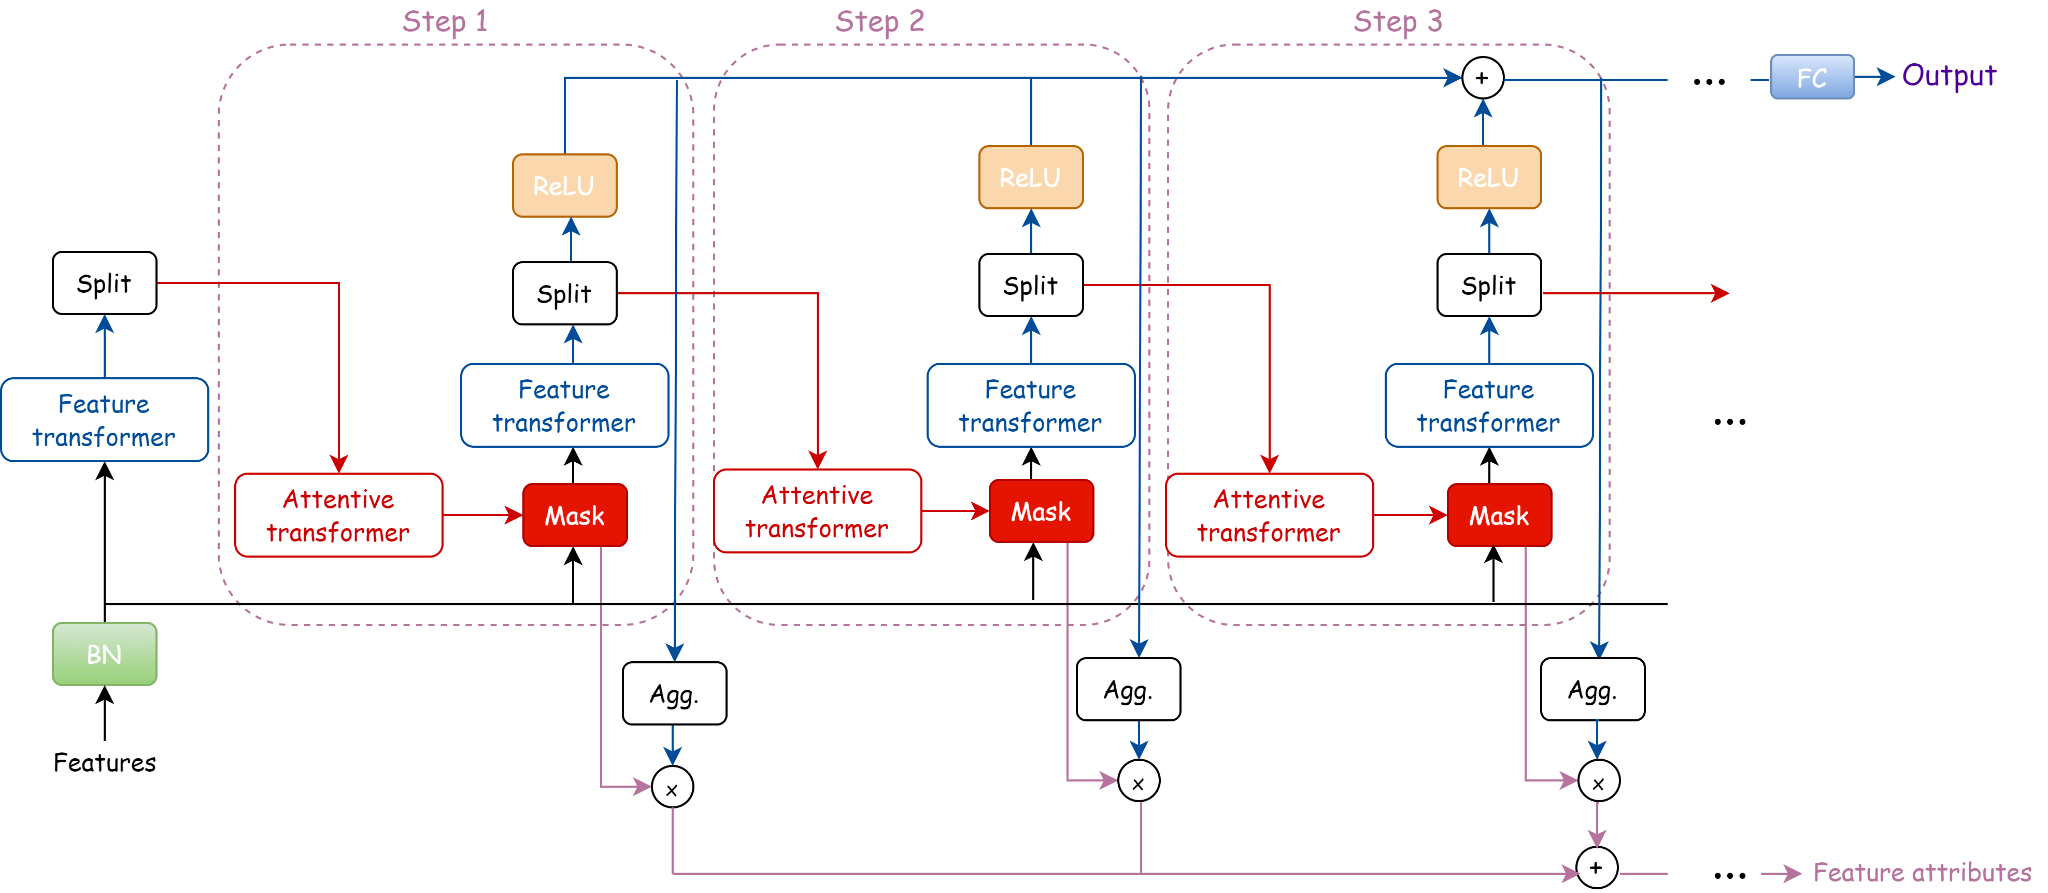 Step 1
Step 2
Step 3
+
...
FC
Output
ReLU
ReLU
ReLU
Split
Split
Split
Split
Feature
transformer
Feature
transformer
Feature
transformer
Feature
transformer
...
Attentive
transformer
Mask
Attentive
transformer
Mask
Attentive
transformer
Mask
BN
Agg.
Agg.
Agg.
Features
x
x
x
+
...
Feature attributes